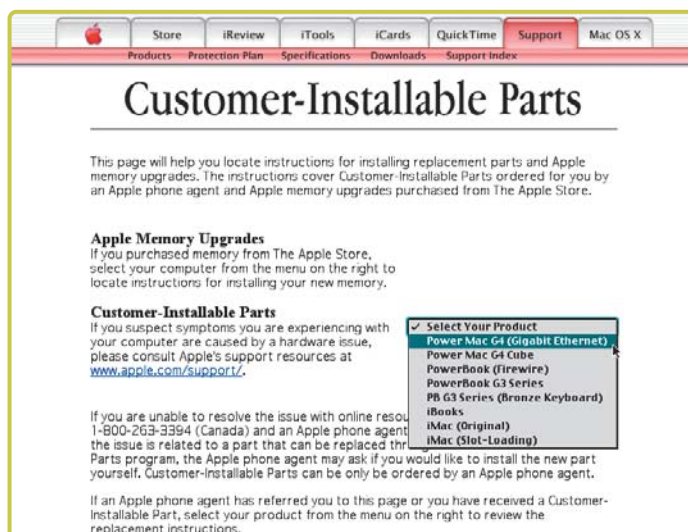 Store iReview iTools iCards QuickTime Support Mac OS X
Products Protection Plan Specifications Downloads Support Index
Customer-Installable Parts
This page will help you locate instructions for installing replacement parts and Apple
memory upgrades. The instructions cover Customer-Installable Parts ordered for you by
an Apple phone agent and Apple memory upgrades purchased from The Apple Store.
Apple Memory Upgrades
If you purchased memory from The Apple Store,
select your computer from the menu on the right to
locate instructions for installing your new memory.
Customer-Installable Parts
If you suspect symptoms you are experiencing with
your computer are caused by a hardware issue,
please consult Apple's support resources at
www.apple.com/support/.
✓ Select Your Product
Power Mac G4 (Gigabit Ethernet)
Power Mac G4 Cube
PowerBook (Firewire)
PowerBook G3 Series
PB G3 Series (Bronze Keyboard)
iBooks
iMac (Original)
iMac (Slot-Loading)
If you are unable to resolve the issue with online
1-800-263-3394 (Canada) and an Apple phone agent
the issue is related to a part that can be replaced
Parts program, the Apple phone agent may ask if you would like to install the new part
yourself. Customer-Installable Parts can be only be ordered by an Apple phone agent.
If an Apple phone agent has referred you to this page or you have received a Customer-
Installable Part, select your product from the menu on the right to review the
replacement instructions.